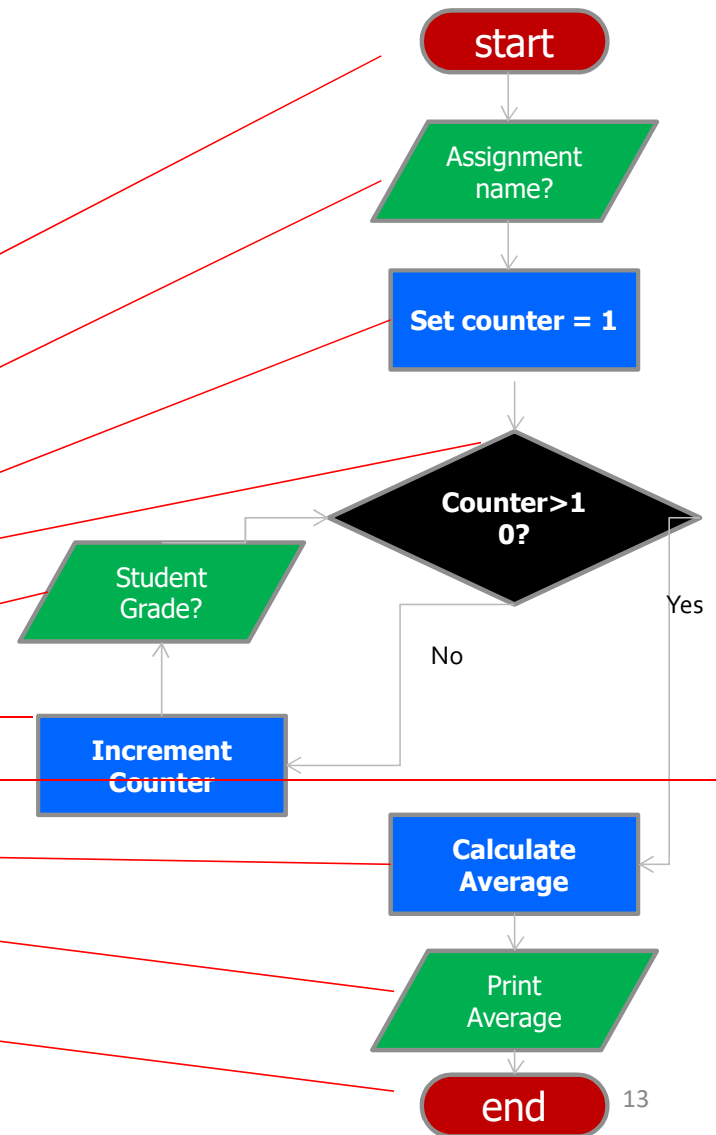 start
Assignment
name?
Set counter = 1
Counter>1
0?
Student
Grade?
Yes
No
Increment
Counter
Calculate
Average
Print
Average
end
13